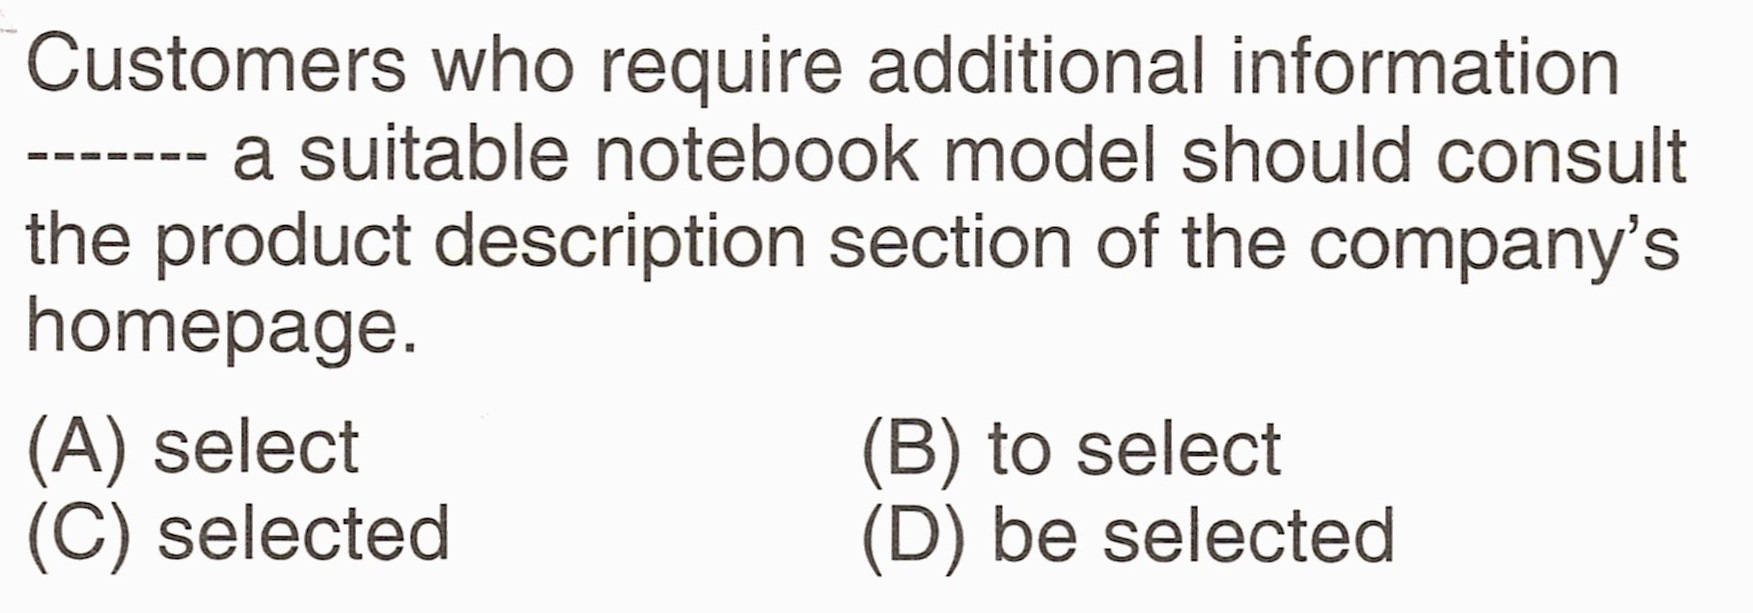 Customers who require additional information
------- a suitable notebook model should consult
the product description section of the company's
homepage.
(A) select
(B) to select
(C) selected
(D) be selected